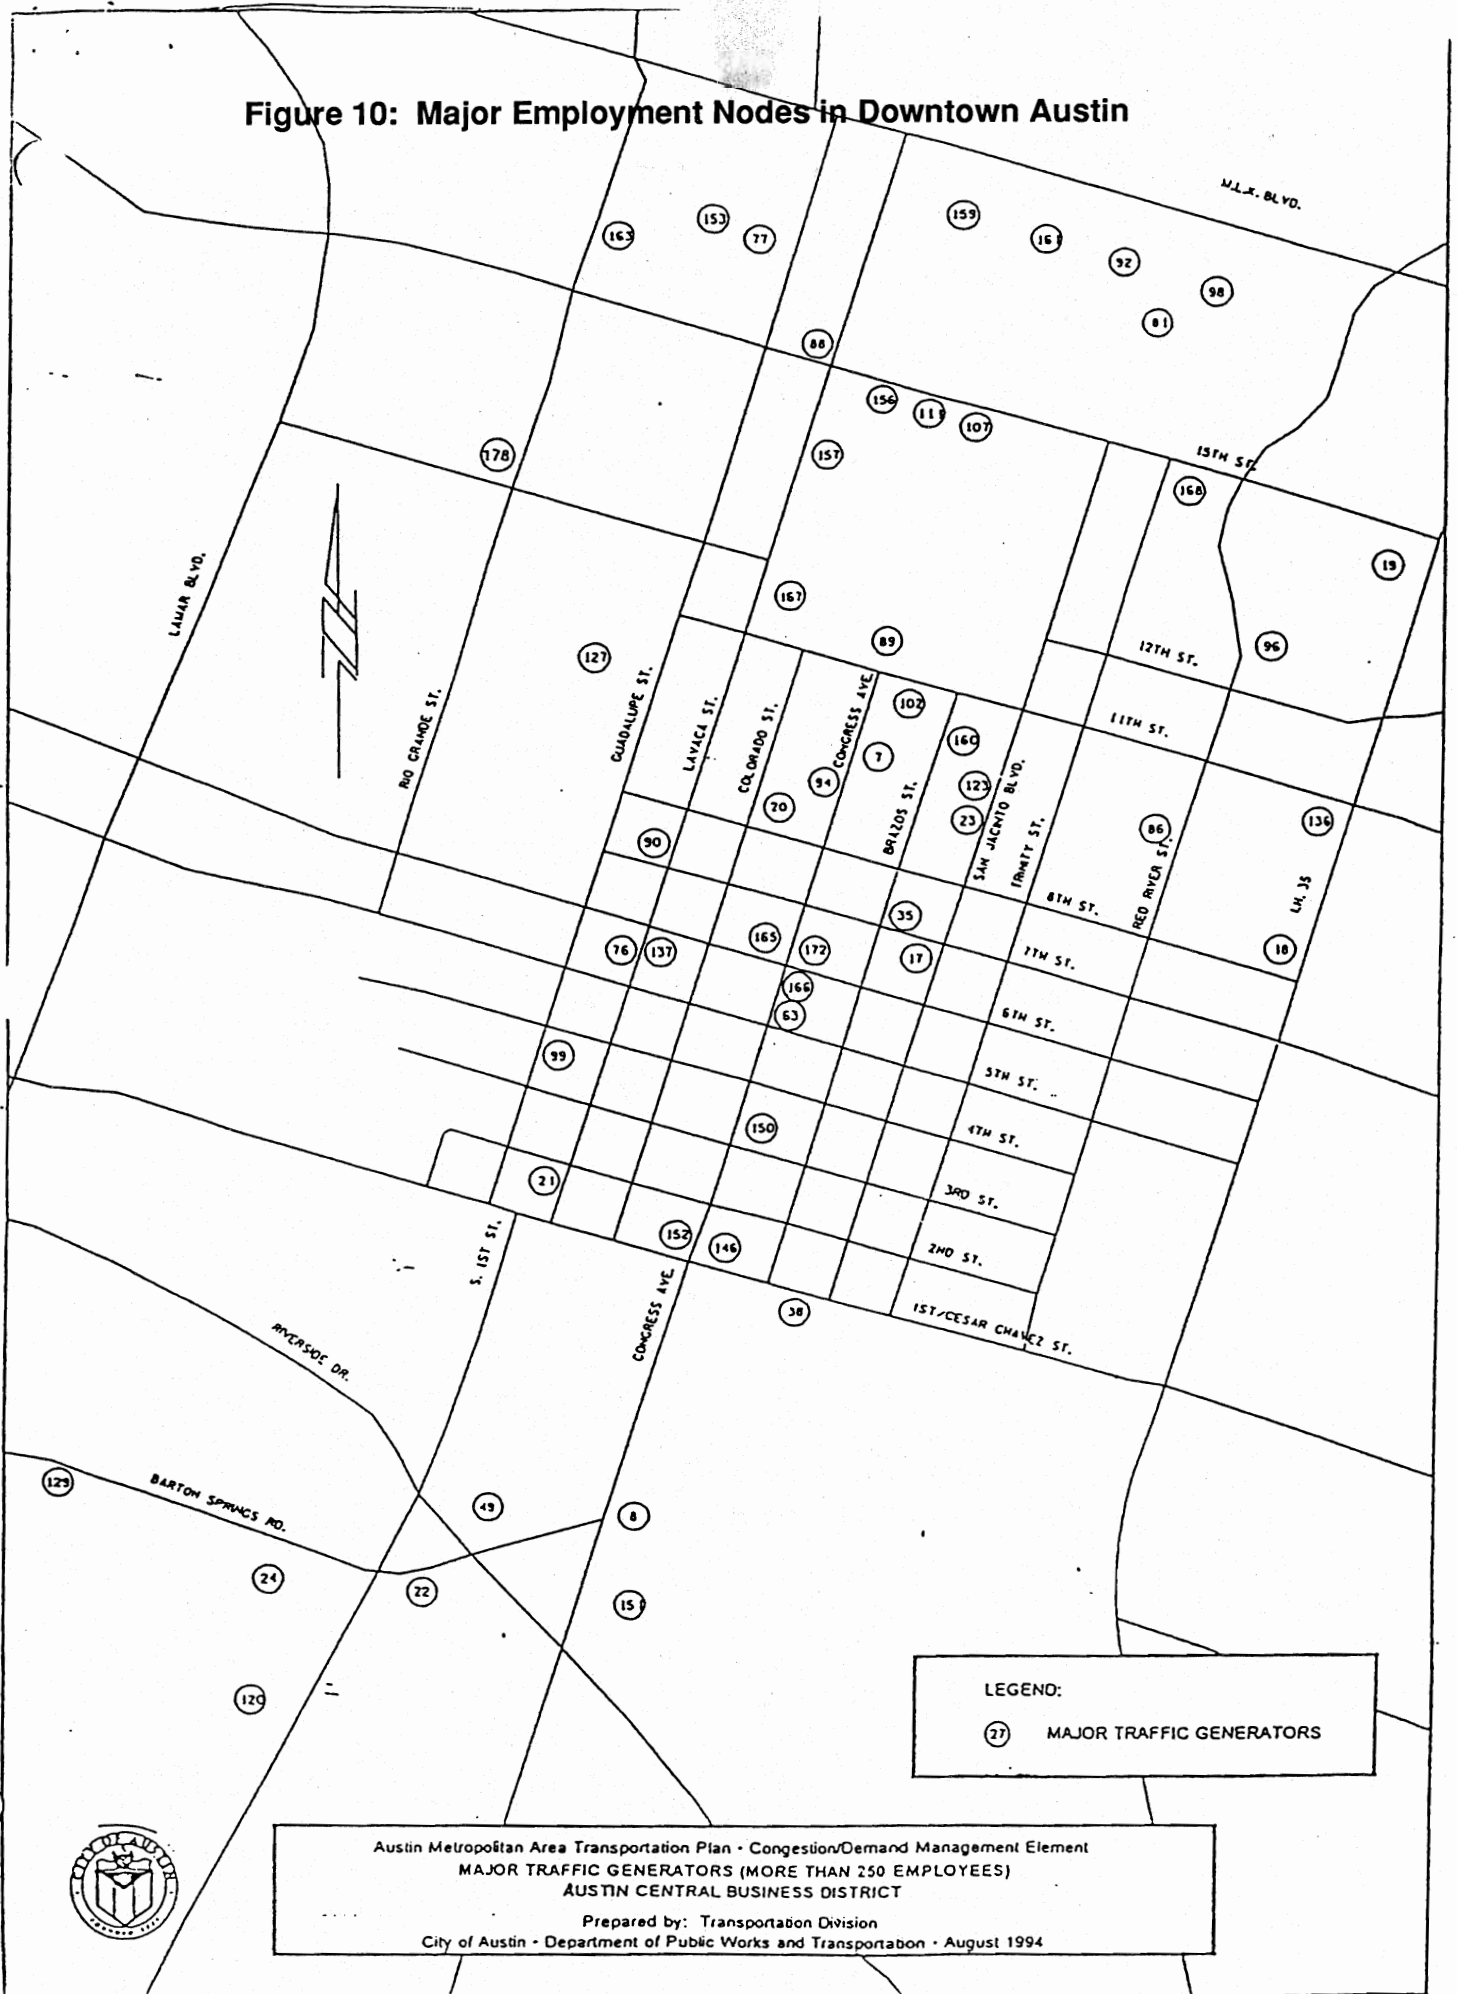 Figure 10: Major Employment Nodes in Downtown Austin
M.L.K. BLVD.
163
153
77
159
161
92
98
81
88
156
111
107
157
178
15TH ST.
168
19
LAMAR BLVD.
167
127
89
12TH ST.
96
RIO GRANDE ST.
GUADALUPE ST.
LAVACA ST.
COLORADO ST.
CONGRESS AVE.
102
7
94
70
160
123
23
11TH ST.
BRAZOS ST.
SAN JACINTO BLVD.
TRINITY ST.
86
RED RIVER ST.
136
I.H. 35
90
8TH ST.
35
76
137
165
172
17
7TH ST.
18
166
63
6TH ST.
99
5TH ST.
150
4TH ST.
21
3RD ST.
152
146
2ND ST.
S. 1ST ST.
CONGRESS AVE.
38
1ST/CESAR CHAVEZ ST.
RIVERSIDE DR.
129
BARTON SPRINGS RD.
49
8
24
22
151
120
LEGEND:
27 MAJOR TRAFFIC GENERATORS
CITY OF AUSTIN
Austin Metropolitan Area Transportation Plan • Congestion/Demand Management Element
MAJOR TRAFFIC GENERATORS (MORE THAN 250 EMPLOYEES)
AUSTIN CENTRAL BUSINESS DISTRICT
Prepared by: Transportation Division
City of Austin • Department of Public Works and Transportation • August 1994